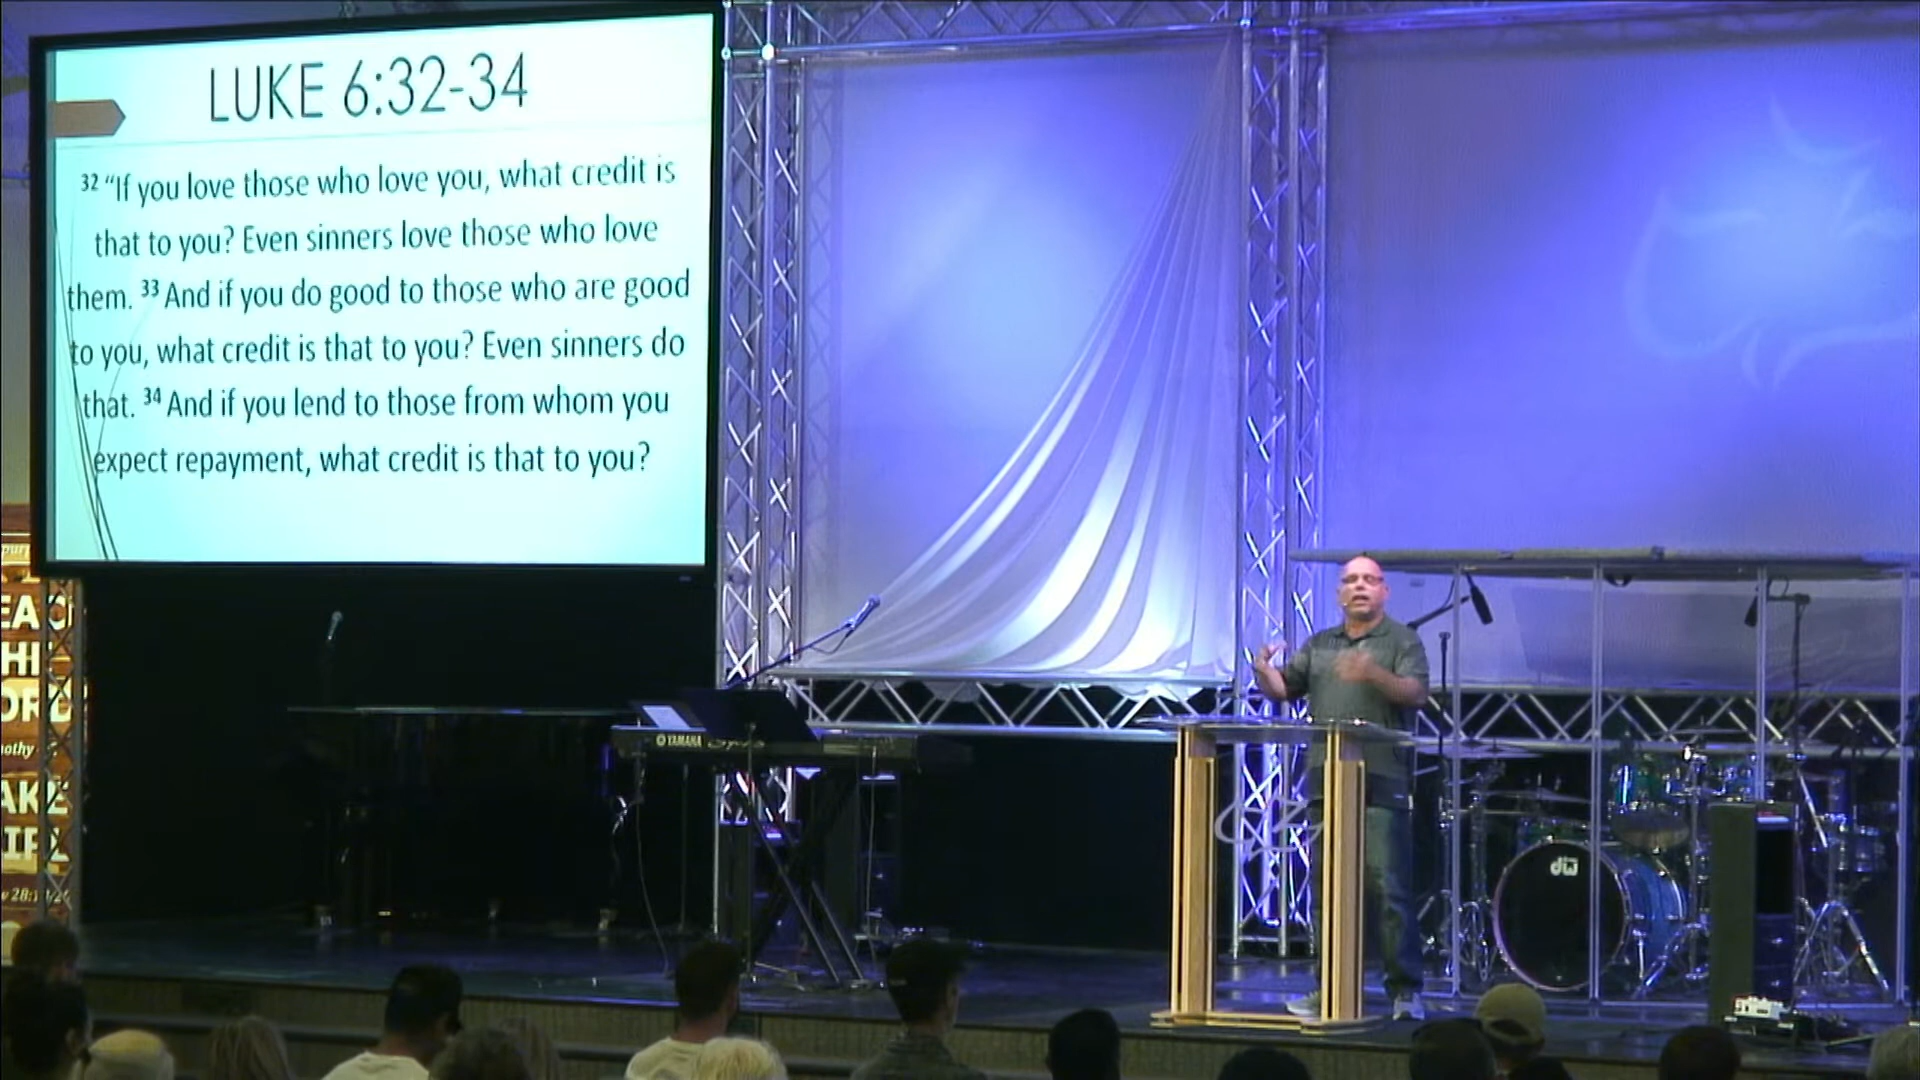 LUKE 6:32-34
32 “If you love those who love you, what credit is
that to you? Even sinners love those who love
them. 33 And if you do good to those who are good
to you, what credit is that to you? Even sinners do
that. 34 And if you lend to those from whom you
expect repayment, what credit is that to you?
YAMAHA
dw